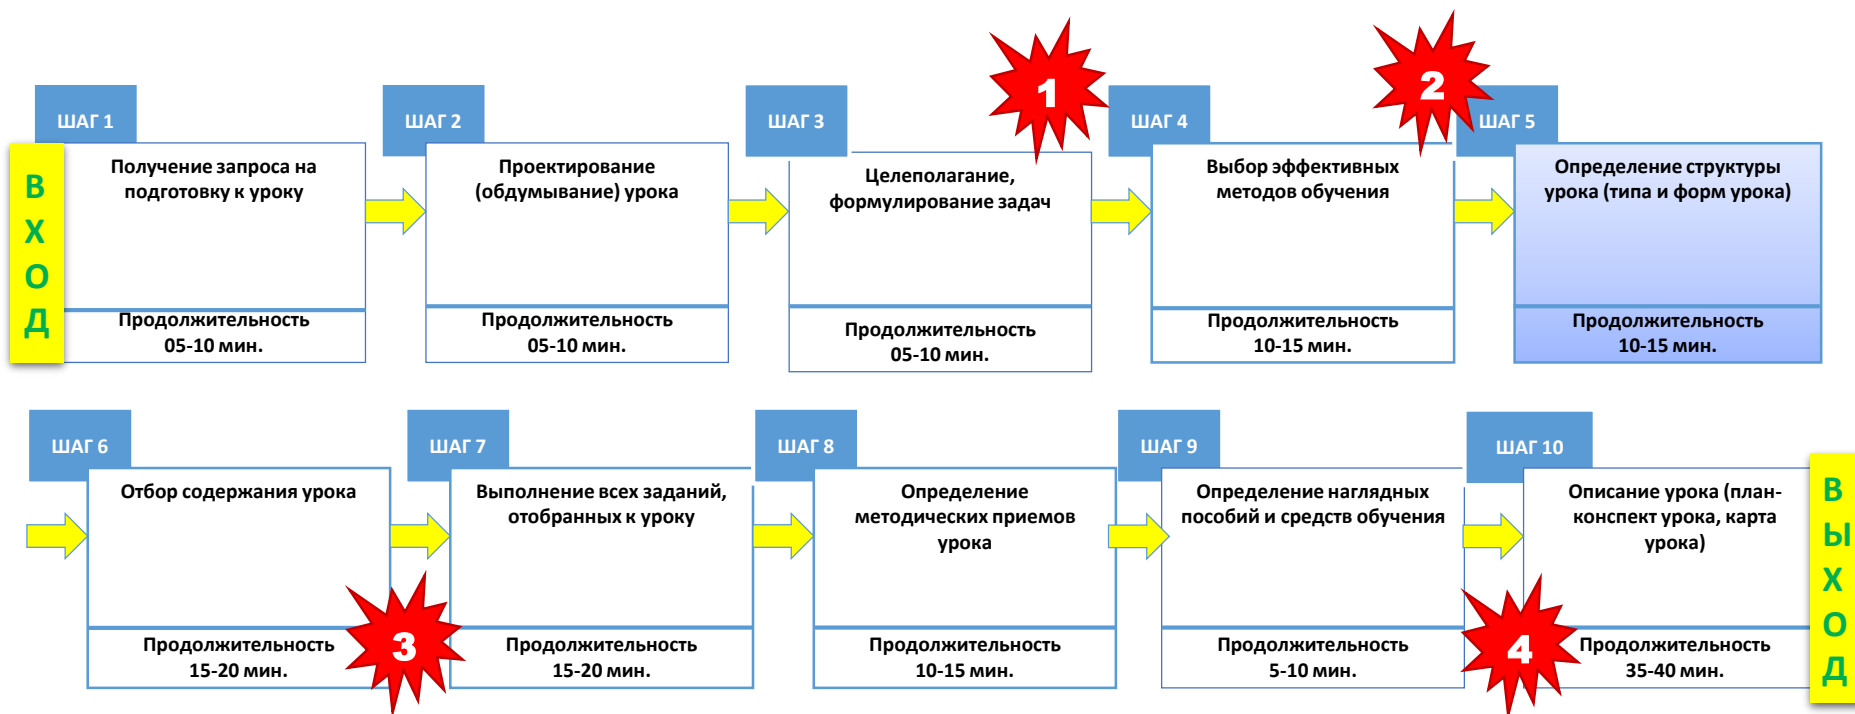 1
2
ШАГ 1
ШАГ 2
ШАГ 3
ШАГ 4
ШАГ 5
ВХОД
Получение запроса на
подготовку к уроку
Продолжительность
05-10 мин.
Проектирование
(обдумывание) урока
Продолжительность
05-10 мин.
Целеполагание,
формулирование задач
Продолжительность
05-10 мин.
Выбор эффективных
методов обучения
Продолжительность
10-15 мин.
Определение структуры
урока (типа и форм урока)
Продолжительность
10-15 мин.
ШАГ 6
Отбор содержания урока
Продолжительность
15-20 мин.
3
ШАГ 7
Выполнение всех заданий,
отобранных к уроку
Продолжительность
15-20 мин.
ШАГ 8
Определение
методических приемов
урока
Продолжительность
10-15 мин.
ШАГ 9
Определение наглядных
пособий и средств обучения
Продолжительность
5-10 мин.
4
ШАГ 10
Описание урока (план-
конспект урока, карта
урока)
Продолжительность
35-40 мин.
ВЫХОД